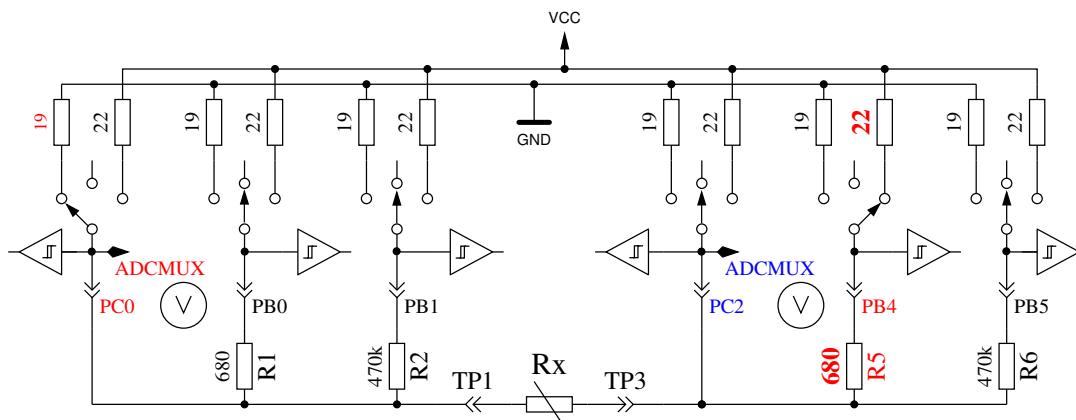 VCC
19
22
19
22
19
22
GND
19
22
19
22
19
22
ADCMUX
ADCMUX
PC0
V
PB0
PB1
PC2
V
PB4
PB5
680
R1
470k
R2
TP1
Rx
TP3
680
R5
470k
R6